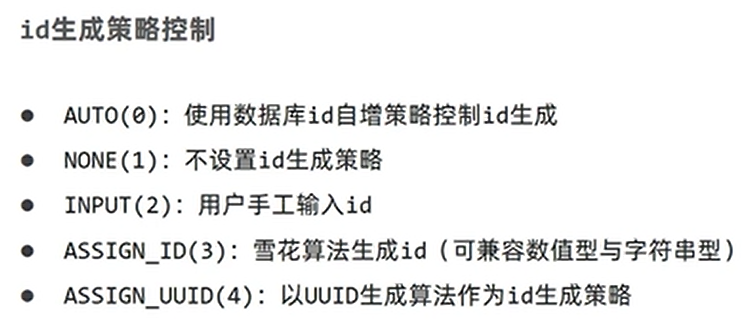 id生成策略控制
● AUTO(0)：使用数据库id自增策略控制id生成
● NONE(1)：不设置id生成策略
● INPUT(2)：用户手工输入id
● ASSIGN_ID(3)：雪花算法生成id（可兼容数值型与字符串型）
● ASSIGN_UUID(4)：以UUID生成算法作为id生成策略